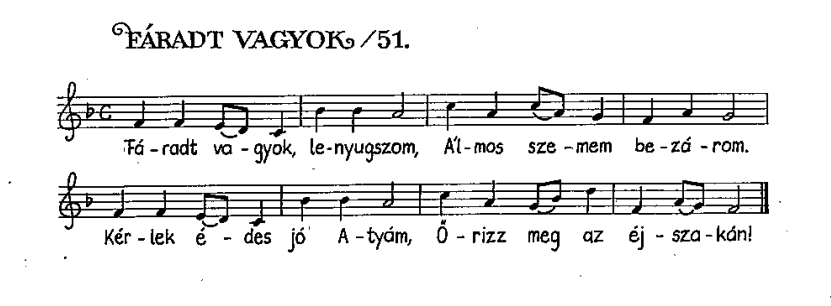 FÁRADT VAGYOK /51.
Fá-radt va-gyok, le-nyugszom, Ál-mos sze-mem be-zá-rom.
Kér-lek é-des jó A-tyám, Ő-rizz meg az éj-sza-kán!